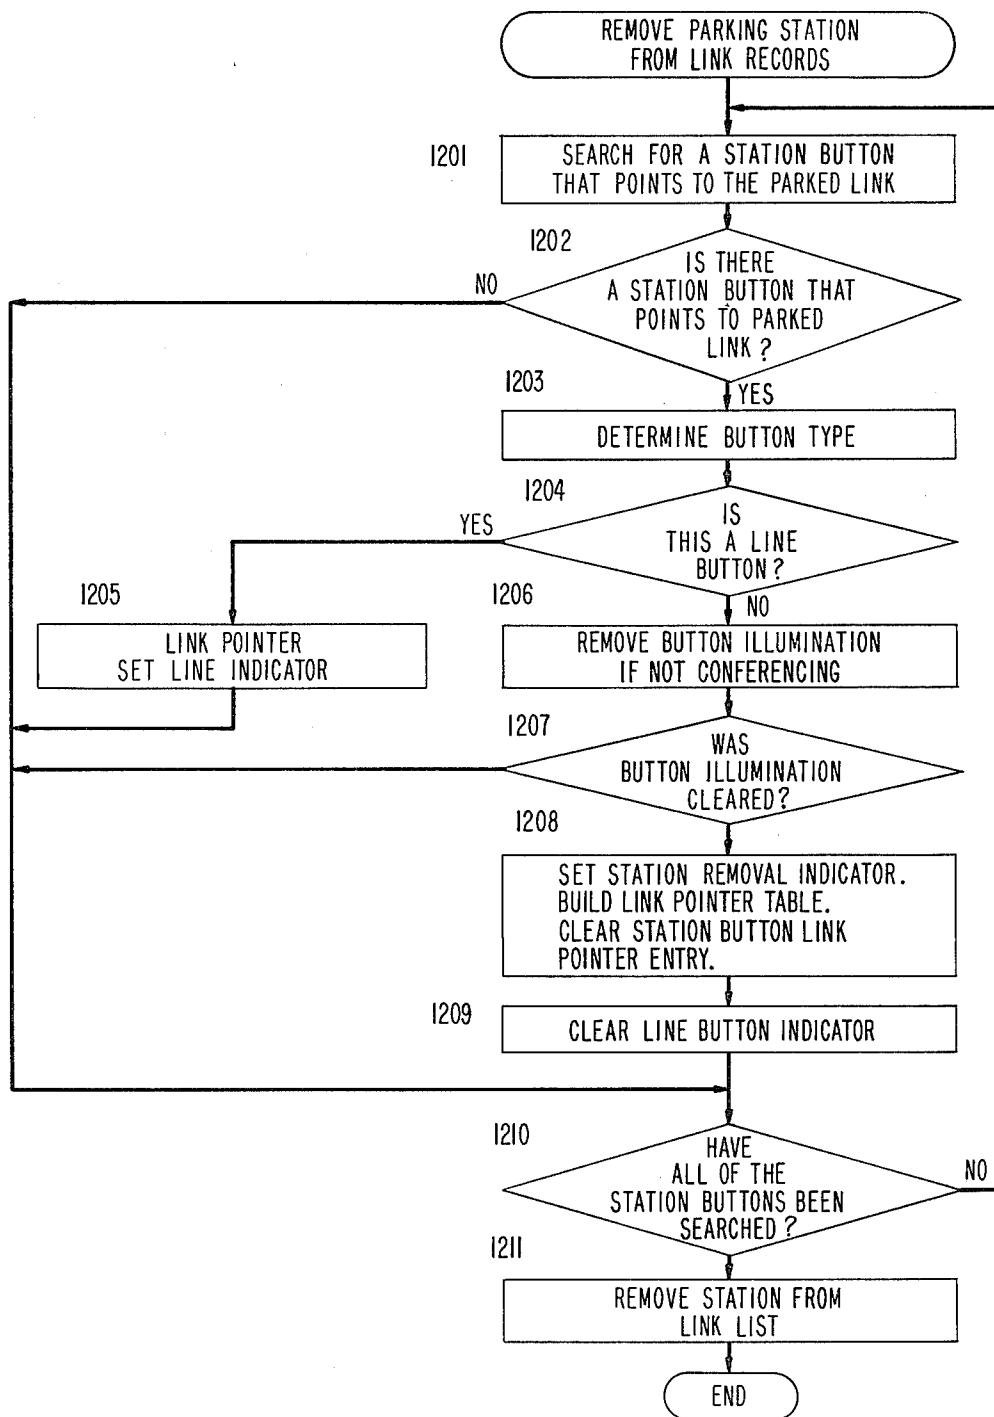 REMOVE PARKING STATION
FROM LINK RECORDS
1201
SEARCH FOR A STATION BUTTON
THAT POINTS TO THE PARKED LINK
1202
NO
IS THERE
A STATION BUTTON THAT
POINTS TO PARKED
LINK?
1203
YES
DETERMINE BUTTON TYPE
1204
YES
IS
THIS A LINE
BUTTON?
1205
1206
NO
LINK POINTER
SET LINE INDICATOR
REMOVE BUTTON ILLUMINATION
IF NOT CONFERENCING
1207
WAS
BUTTON ILLUMINATION
CLEARED?
1208
SET STATION REMOVAL INDICATOR.
BUILD LINK POINTER TABLE.
CLEAR STATION BUTTON LINK
POINTER ENTRY.
1209
CLEAR LINE BUTTON INDICATOR
1210
HAVE
ALL OF THE
STATION BUTTONS BEEN
SEARCHED?
NO
1211
REMOVE STATION FROM
LINK LIST
END